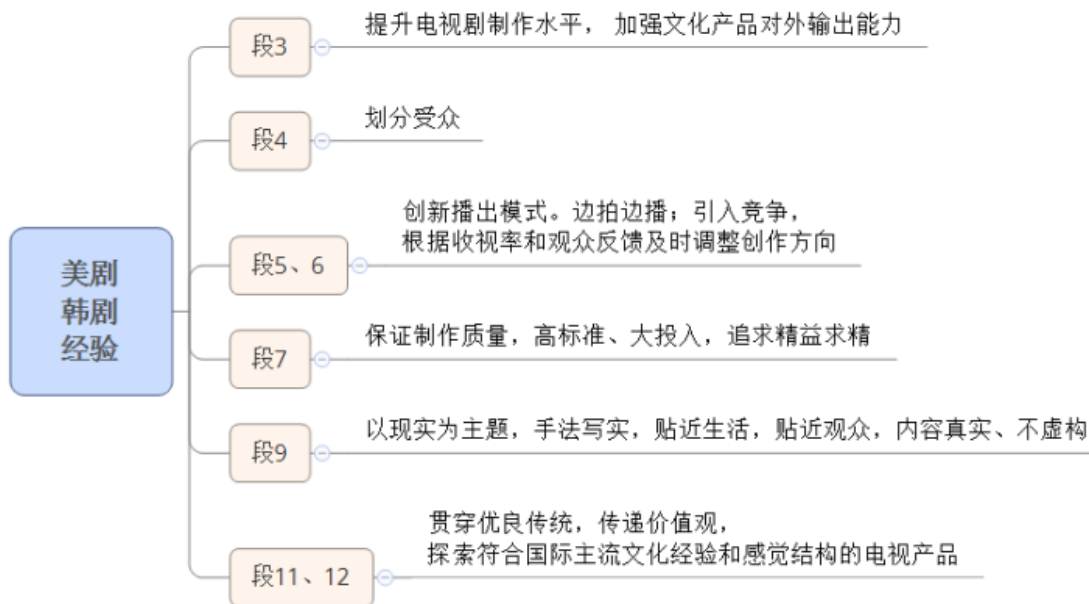 美剧
韩剧
经验
段3
提升电视剧制作水平， 加强文化产品对外输出能力
段4
划分受众
段5、6
创新播出模式。边拍边播；引入竞争，
根据收视率和观众反馈及时调整创作方向
段7
保证制作质量，高标准、大投入，追求精益求精
段9
以现实为主题，手法写实，贴近生活，贴近观众，内容真实、不虚构
段11、12
贯穿优良传统，传递价值观，
探索符合国际主流文化经验和感觉结构的电视产品